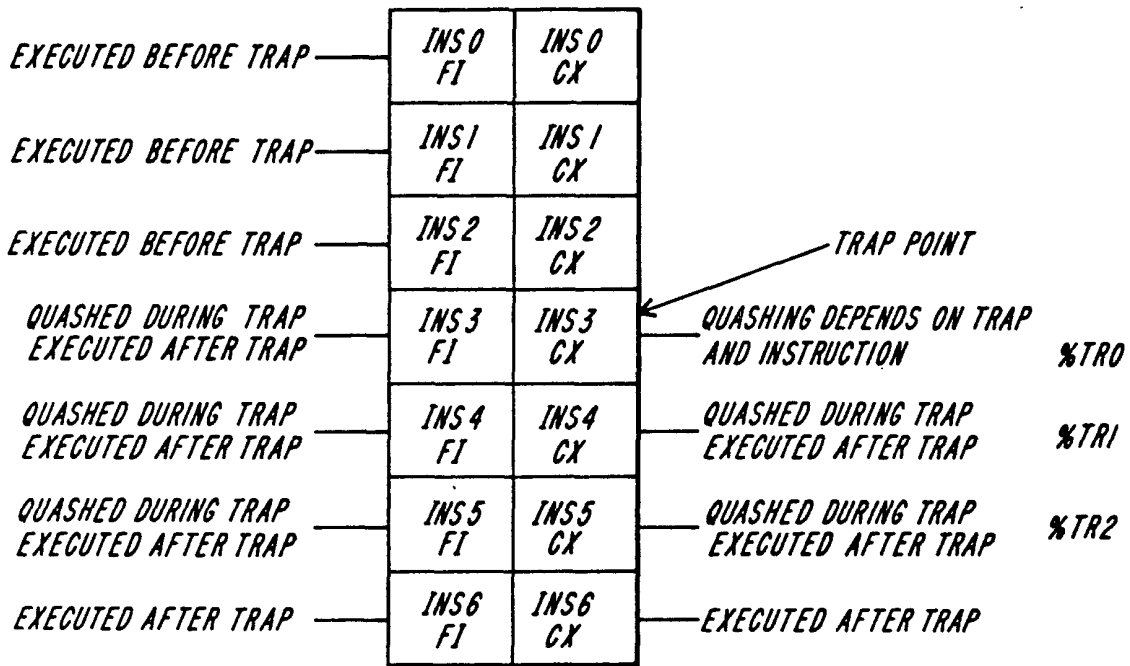 EXECUTED BEFORE TRAP
INS 0 FI
INS 0 CX
EXECUTED BEFORE TRAP
INS 1 FI
INS 1 CX
EXECUTED BEFORE TRAP
INS 2 FI
INS 2 CX
TRAP POINT
QUASHED DURING TRAP
EXECUTED AFTER TRAP
INS 3 FI
INS 3 CX
QUASHING DEPENDS ON TRAP
AND INSTRUCTION
%TR0
QUASHED DURING TRAP
EXECUTED AFTER TRAP
INS 4 FI
INS 4 CX
QUASHED DURING TRAP
EXECUTED AFTER TRAP
%TR1
QUASHED DURING TRAP
EXECUTED AFTER TRAP
INS 5 FI
INS 5 CX
QUASHED DURING TRAP
EXECUTED AFTER TRAP
%TR2
EXECUTED AFTER TRAP
INS 6 FI
INS 6 CX
EXECUTED AFTER TRAP